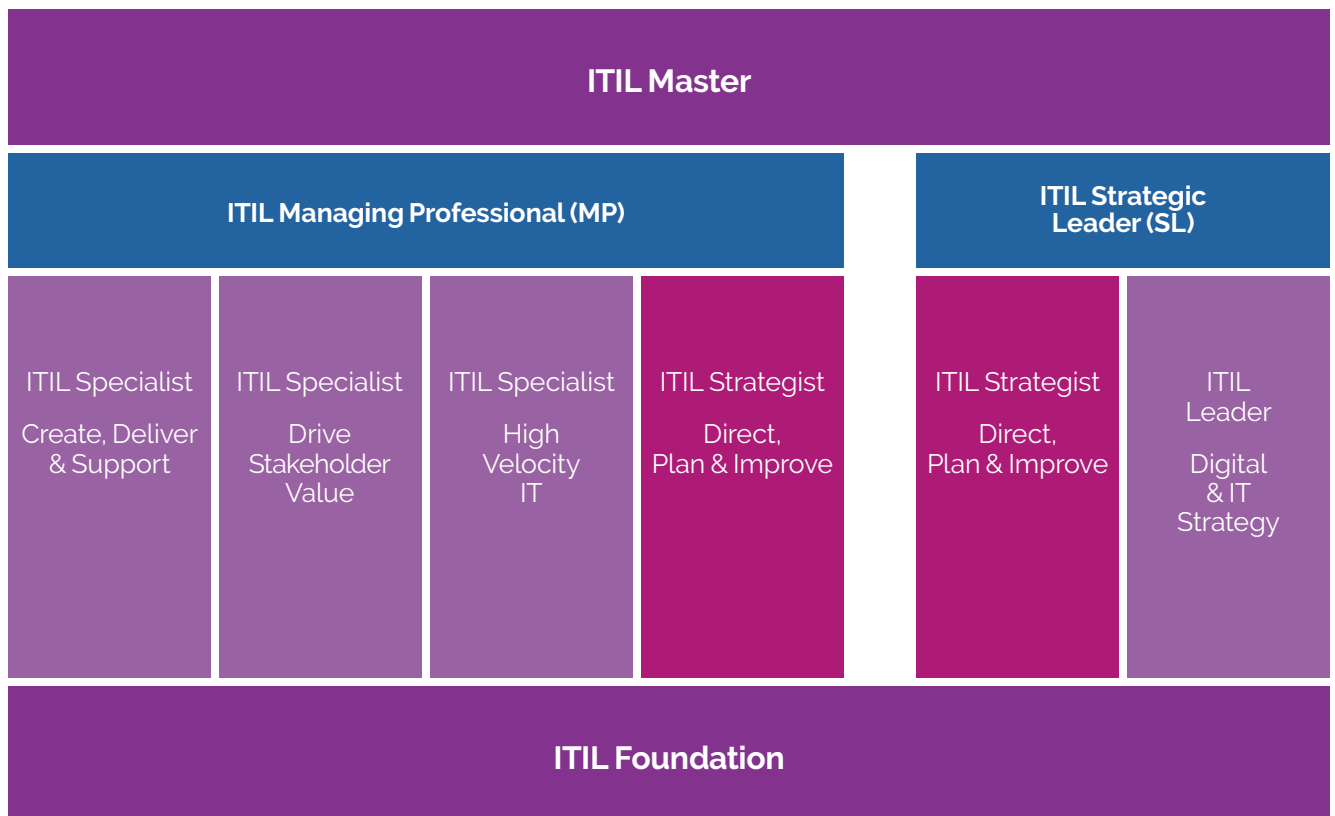 ITIL Master
ITIL Managing Professional (MP)
ITIL Strategic
Leader (SL)
ITIL Specialist
Create, Deliver
& Support
ITIL Specialist
Drive
Stakeholder
Value
ITIL Specialist
High
Velocity
IT
ITIL Strategist
Direct,
Plan & Improve
ITIL Strategist
Direct,
Plan & Improve
ITIL
Leader
Digital
& IT
Strategy
ITIL Foundation